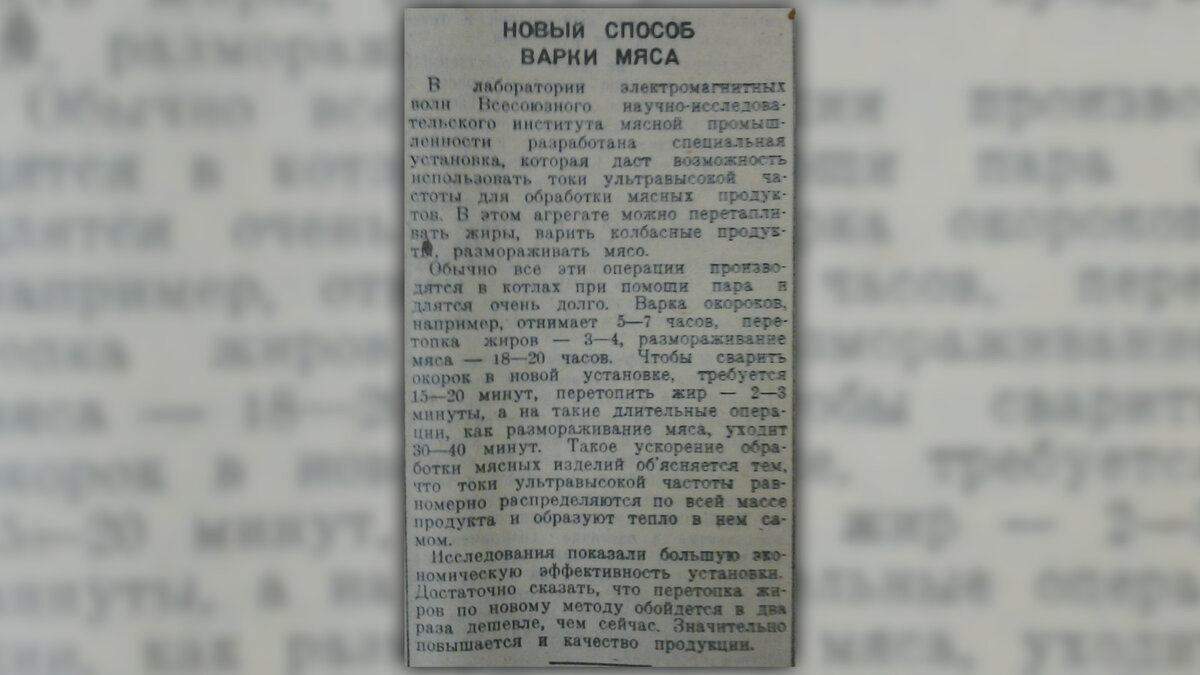 НОВЫЙ СПОСОБ
ВАРКИ МЯСА
В лаборатории электромагнитных
волн Всесоюзного научно-исследова-
тельского института мясной промыш-
ленности разработана специальная
установка, которая даст возможность
использовать токи ультравысокой ча-
стоты для обработки мясных продук-
тов. В этом агрегате можно перетапли-
вать жиры, варить колбасные продук-
ты, размораживать мясо.
Обычно все эти операции произво-
дятся в котлах при помощи пара и
длятся очень долго. Варка окороков,
например, отнимает 5—7 часов, пере-
топка жиров — 3—4, размораживание
мяса — 18—20 часов. Чтобы сварить
окорок в новой установке, требуется
15—20 минут, перетопить жир — 2—3
минуты, а на такие длительные опера-
ции, как размораживание мяса, уходит
30—40 минут. Такое ускорение обра-
ботки мясных изделий об'ясняется тем,
что токи ультравысокой частоты рав-
номерно распределяются по всей массе
продукта и образуют тепло в нем са-
мом.
Исследования показали большую эко-
номическую эффективность установки.
Достаточно сказать, что перетопка жи-
ров по новому методу обойдется в два
раза дешевле, чем сейчас. Значительно
повышается и качество продукции.